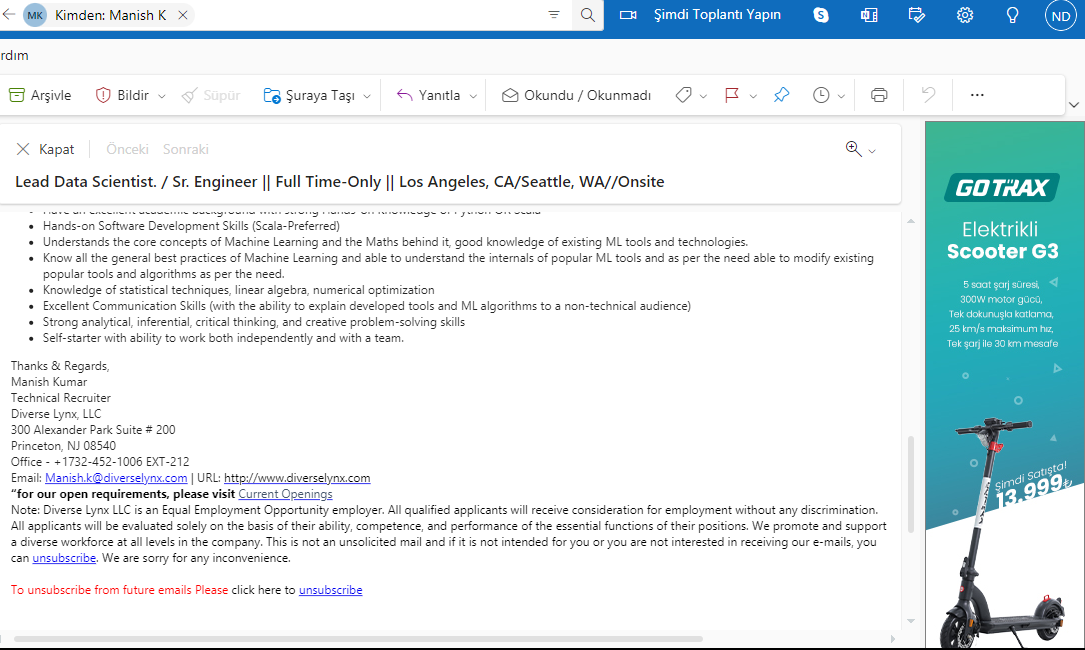 MK Kimden: Manish K
Şimdi Toplantı Yapın
ND
rdım
Arşivle
Bildir
Süpür
Şuraya Taşı
Yanıtla
Okundu / Okunmadı
Kapat
Önceki
Sonraki
Lead Data Scientist. / Sr. Engineer || Full Time-Only || Los Angeles, CA/Seattle, WA//Onsite
Have an excellent academic background with strong Hands-on Knowledge of Python OR Scala
• Hands-on Software Development Skills (Scala-Preferred)
• Understands the core concepts of Machine Learning and the Maths behind it, good knowledge of existing ML tools and technologies.
• Know all the general best practices of Machine Learning and able to understand the internals of popular ML tools and as per the need able to modify existing
popular tools and algorithms as per the need.
• Knowledge of statistical techniques, linear algebra, numerical optimization
• Excellent Communication Skills (with the ability to explain developed tools and ML algorithms to a non-technical audience)
• Strong analytical, inferential, critical thinking, and creative problem-solving skills
• Self-starter with ability to work both independently and with a team.
Thanks & Regards,
Manish Kumar
Technical Recruiter
Diverse Lynx, LLC
300 Alexander Park Suite # 200
Princeton, NJ 08540
Office - +1732-452-1006 EXT-212
Email: Manish.k@diverselynx.com | URL: http://www.diverselynx.com
“for our open requirements, please visit Current Openings
Note: Diverse Lynx LLC is an Equal Employment Opportunity employer. All qualified applicants will receive consideration for employment without any discrimination.
All applicants will be evaluated solely on the basis of their ability, competence, and performance of the essential functions of their positions. We promote and support
a diverse workforce at all levels in the company. This is not an unsolicited mail and if it is not intended for you or you are not interested in receiving our e-mails, you
can unsubscribe. We are sorry for any inconvenience.
To unsubscribe from future emails Please click here to unsubscribe
GOTRAX
Elektrikli
Scooter G3
5 saat şarj süresi,
300W motor gücü,
Tek dokunuşla katlama,
25 km/s maksimum hız,
Tek şarj ile 30 km mesafe
Şimdi Satışta!
13.999₺